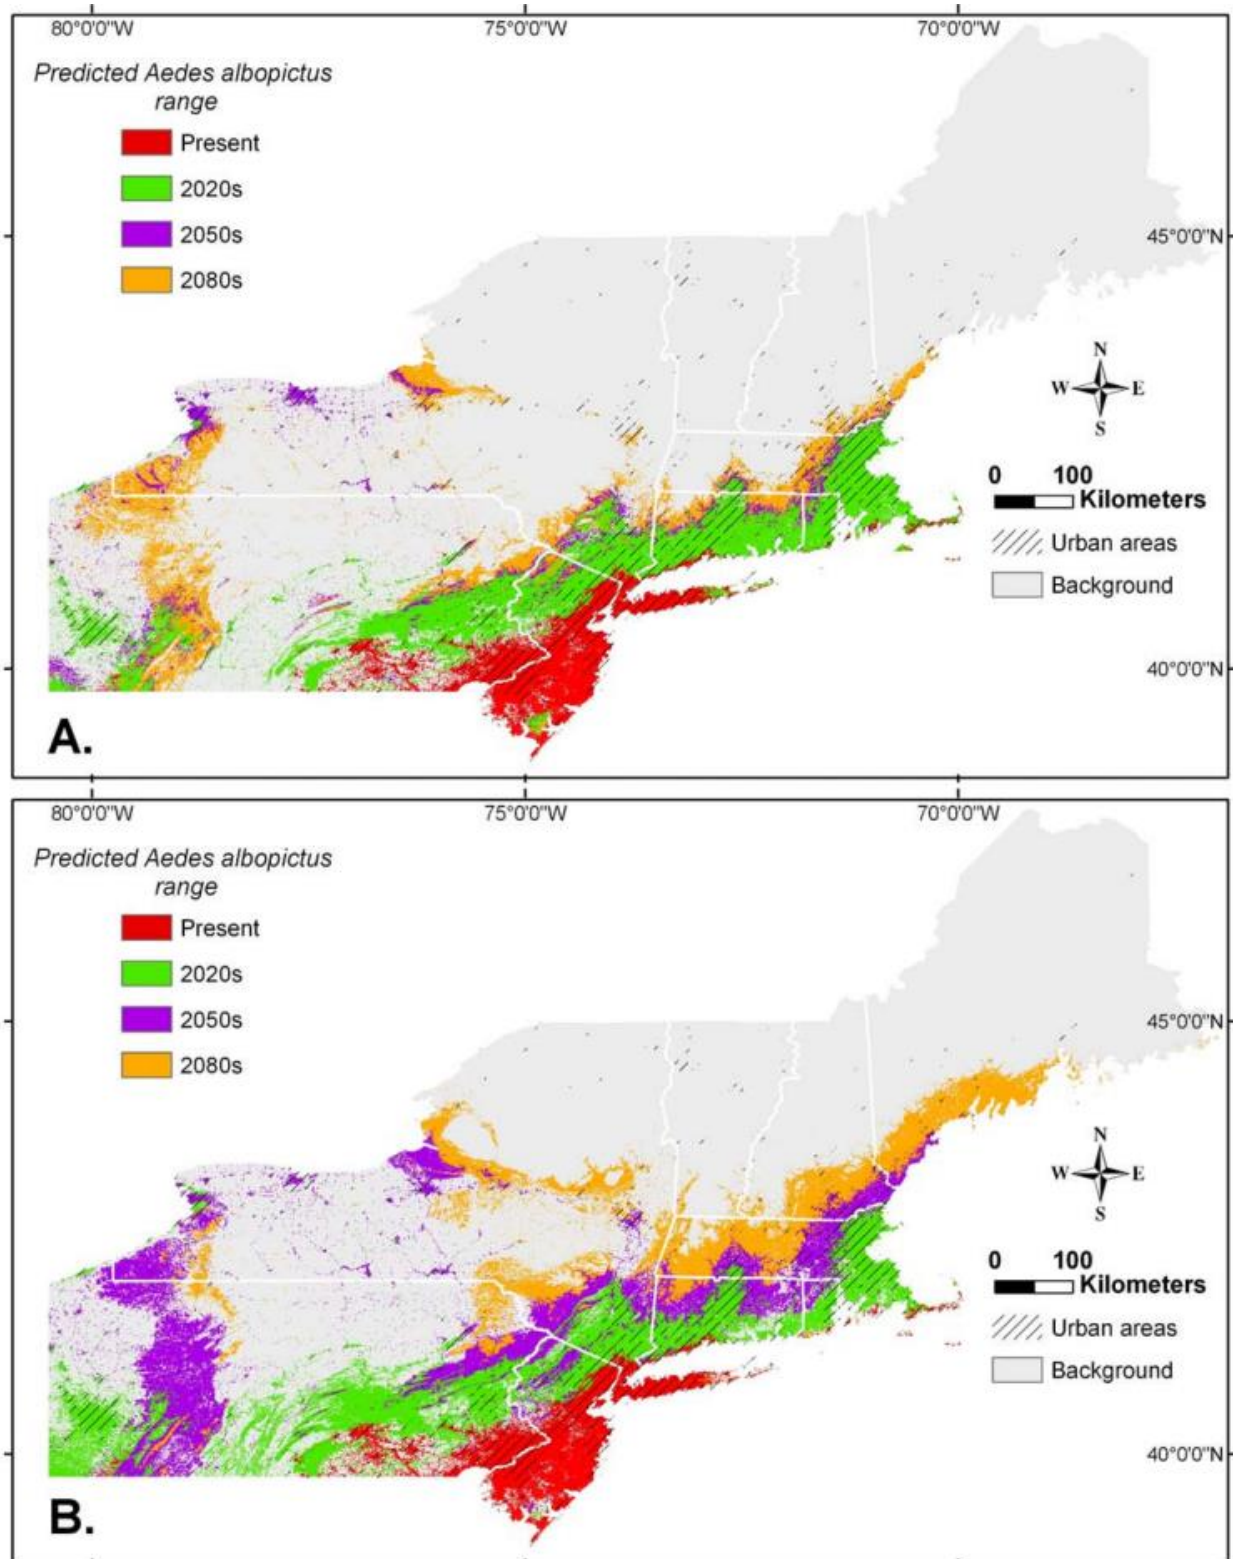 80°0'0"W 75°0'0"W 70°0'0"W
Predicted Aedes albopictus
range
Present
2020s
2050s
2080s
45°0'0"N
N
W E
S
0 100
Kilometers
Urban areas
Background
40°0'0"N
A.
80°0'0"W 75°0'0"W 70°0'0"W
Predicted Aedes albopictus
range
Present
2020s
2050s
2080s
45°0'0"N
N
W E
S
0 100
Kilometers
Urban areas
Background
40°0'0"N
B.